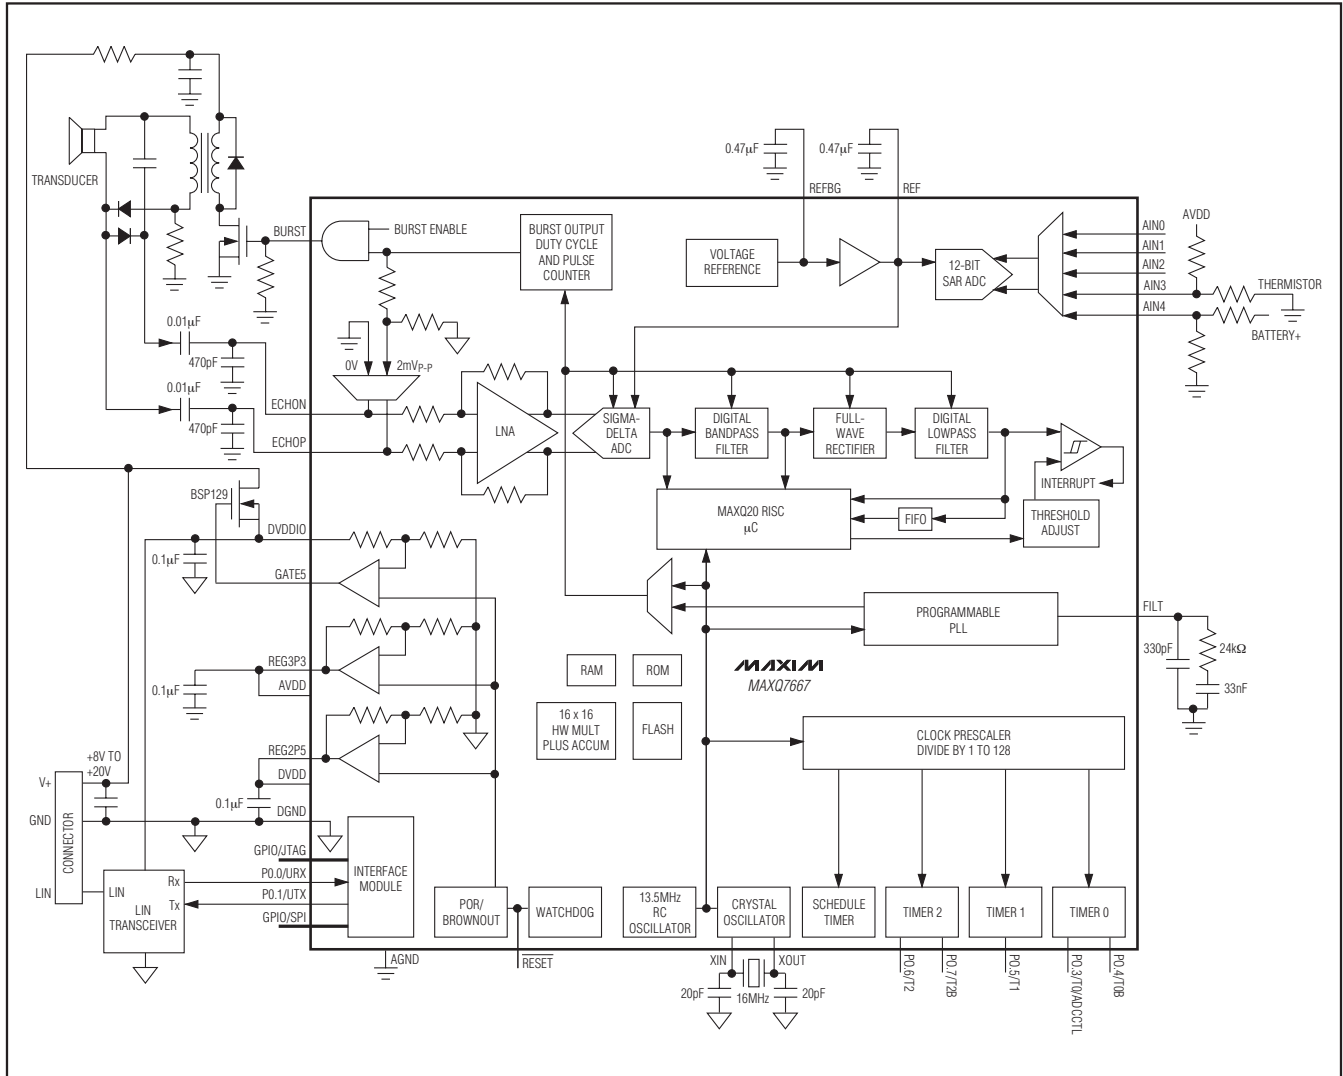 0.47µF
0.47µF
REFBG
REF
TRANSDUCER
BURST
BURST ENABLE
BURST OUTPUT
DUTY CYCLE
AND PULSE
COUNTER
VOLTAGE
REFERENCE
12-BIT
SAR ADC
AIN0
AIN1
AIN2
AIN3
AIN4
AVDD
THERMISTOR
BATTERY+
0.01µF
470pF
0V
2mVP-P
0.01µF
470pF
ECHON
ECHOP
LNA
SIGMA-
DELTA
ADC
DIGITAL
BANDPASS
FILTER
FULL-
WAVE
RECTIFIER
DIGITAL
LOWPASS
FILTER
INTERRUPT
BSP129
MAXQ20 RISC
µC
FIFO
THRESHOLD
ADJUST
DVDDIO
0.1µF
GATE5
PROGRAMMABLE
PLL
FILT
330pF
24kΩ
33nF
REG3P3
AVDD
0.1µF
RAM
ROM
MAXIM
MAXQ7667
16 x 16
HW MULT
PLUS ACCUM
FLASH
CLOCK PRESCALER
DIVIDE BY 1 TO 128
REG2P5
DVDD
0.1µF
DGND
+8V TO
+20V
V+
GND
LIN
CONNECTOR
GPIO/JTAG
P0.0/URX
P0.1/UTX
GPIO/SPI
INTERFACE
MODULE
LIN
Rx
Tx
LIN
TRANSCEIVER
POR/
BROWNOUT
WATCHDOG
13.5MHz
RC
OSCILLATOR
CRYSTAL
OSCILLATOR
SCHEDULE
TIMER
TIMER 2
TIMER 1
TIMER 0
AGND
RESET
XIN
XOUT
20pF
16MHz
20pF
P0.6/T2
P0.7/T2B
P0.5/T1
P0.3/T0/ADCCTL
P0.4/T0B